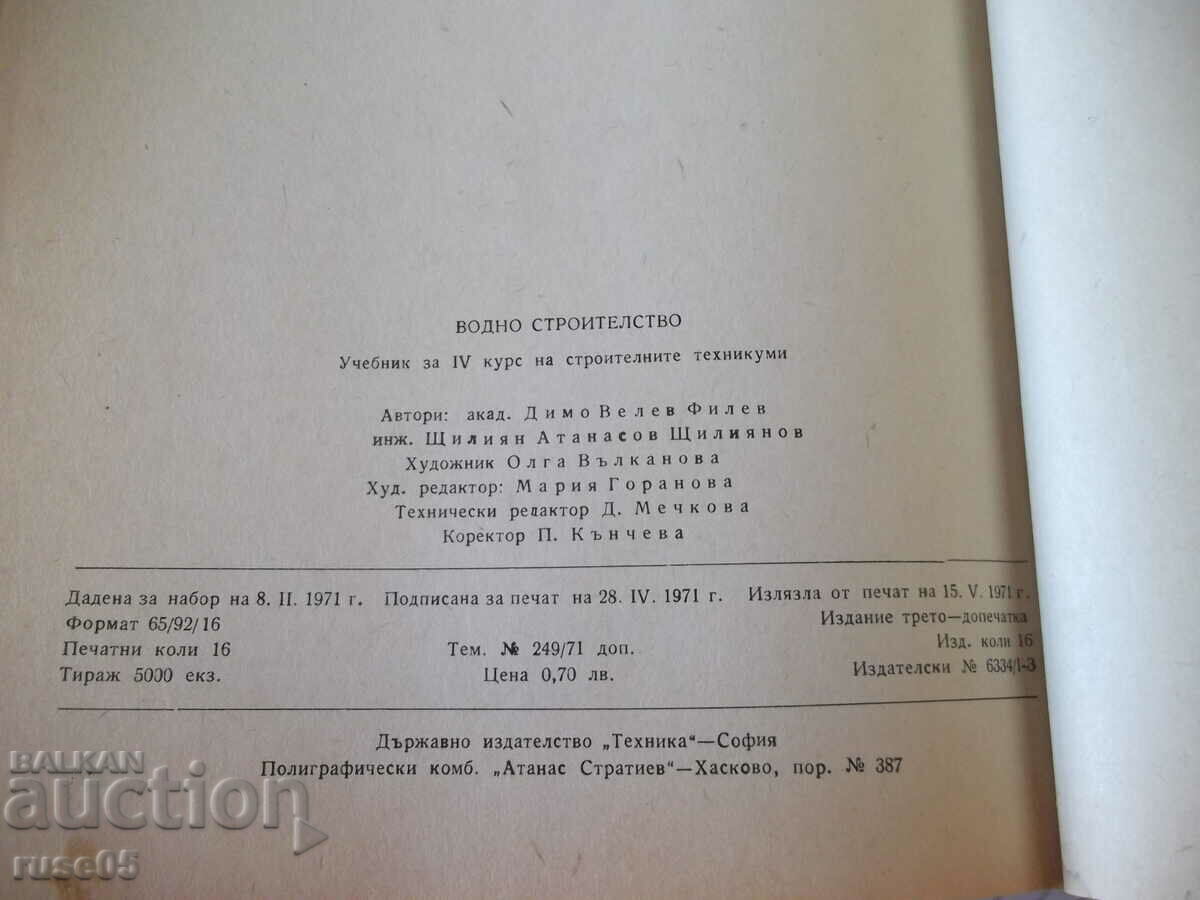 ВОДНО СТРОИТЕЛСТВО
Учебник за IV курс на строителните техникуми
Автори: акад. Димо Велев Филев
инж. Щилиян Атанасов Щилиянов
Художник Олга Вълканова
Худ. редактор: Мария Горанова
Технически редактор Д. Мечкова
Коректор П. Кънчева
Дадена за набор на 8. II. 1971 г. Подписана за печат на 28. IV. 1971 г. Излязла от печат на 15. V. 1971 г.
Формат 65/92/16 Издание трето—допечатка
Печатни коли 16 Тем. № 249/71 доп. Изд. коли 16
Тираж 5000 екз. Цена 0,70 лв. Издателски № 6334/I-3
Държавно издателство „Техника“—София
Полиграфически комб. „Атанас Стратиев“—Хасково, пор. № 387
BALKAN
auction
ruse05